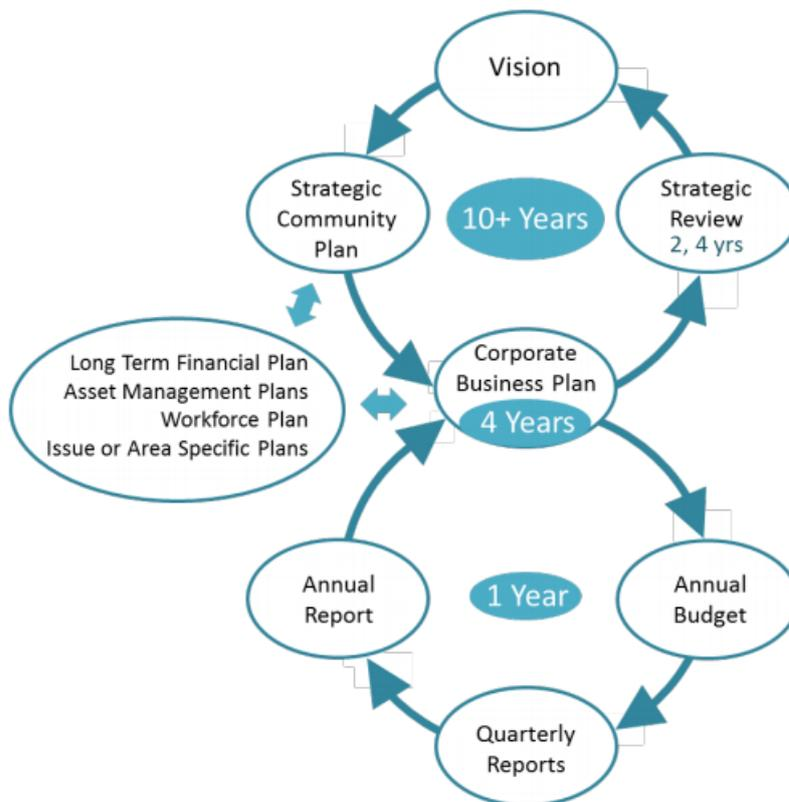 Vision
Strategic
Community
Plan
10+ Years
Strategic
Review
2, 4 yrs
Long Term Financial Plan
Asset Management Plans
Workforce Plan
Issue or Area Specific Plans
Corporate
Business Plan
4 Years
Annual
Report
1 Year
Annual
Budget
Quarterly
Reports